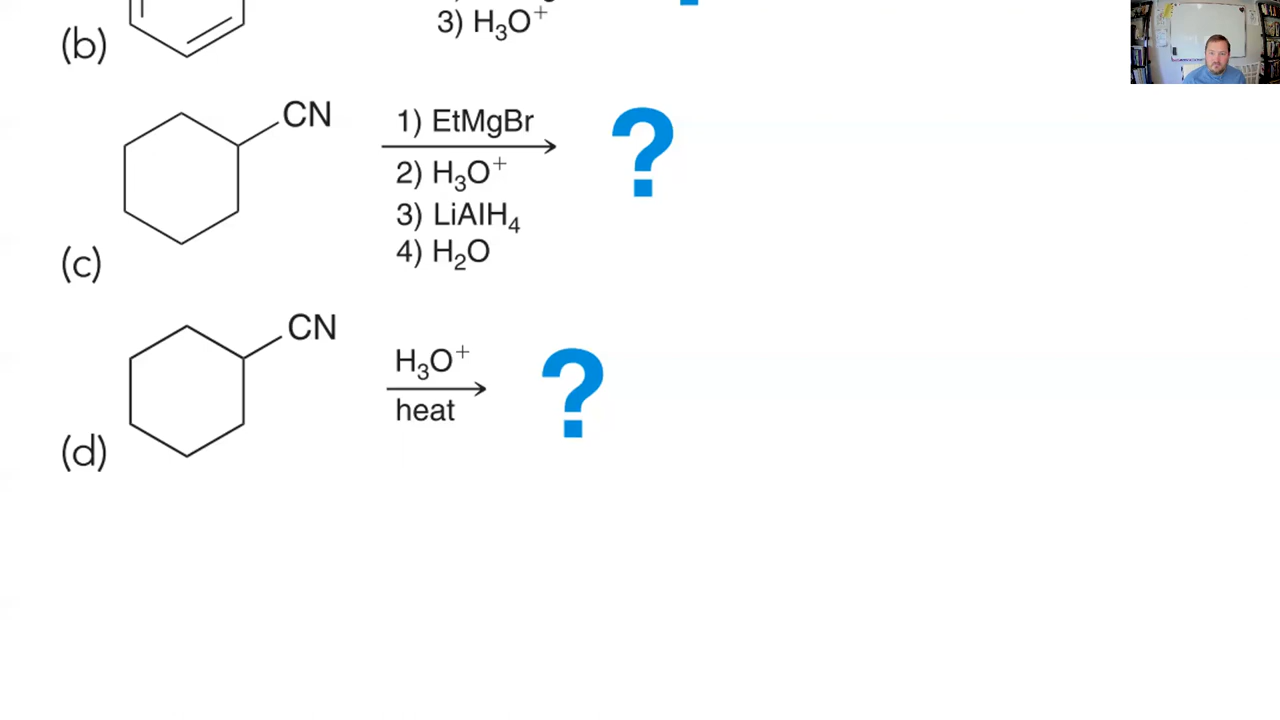 3) H₃O⁺
(b)
CN
1) EtMgBr
2) H₃O⁺
3) LiAlH₄
4) H₂O
?
(c)
CN
H₃O⁺
heat
?
(d)